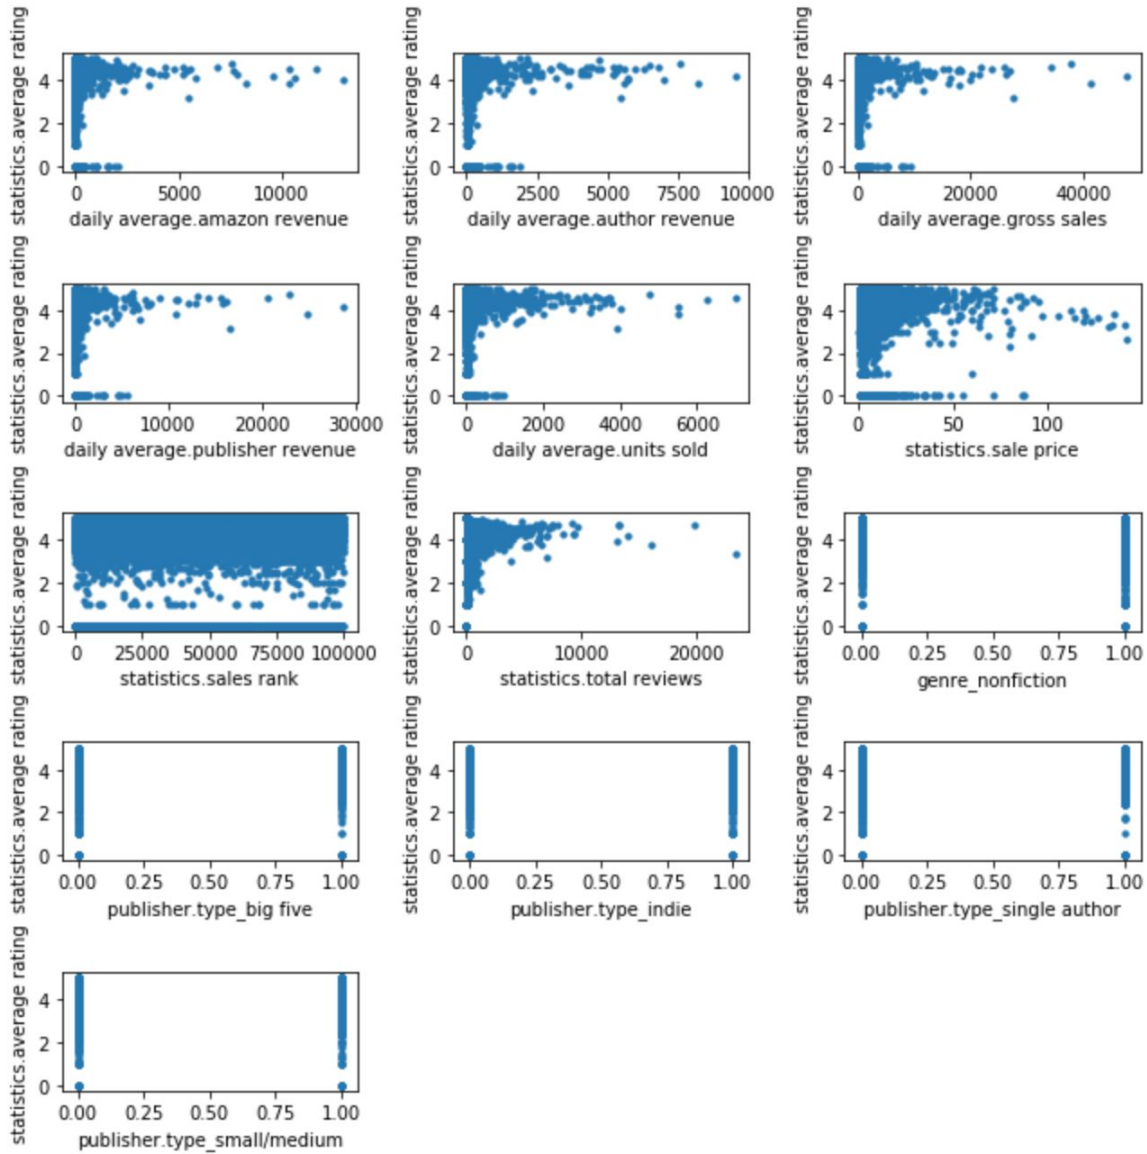 statistics.average rating
4
2
0
0 5000 10000
daily average.amazon revenue
statistics.average rating
4
2
0
0 2500 5000 7500 10000
daily average.author revenue
statistics.average rating
4
2
0
0 20000 40000
daily average.gross sales
statistics.average rating
4
2
0
0 10000 20000 30000
daily average.publisher revenue
statistics.average rating
4
2
0
0 2000 4000 6000
daily average.units sold
statistics.average rating
4
2
0
0 50 100
statistics.sale price
statistics.average rating
4
2
0
0 25000 50000 75000 100000
statistics.sales rank
statistics.average rating
4
2
0
0 10000 20000
statistics.total reviews
statistics.average rating
4
2
0
0.00 0.25 0.50 0.75 1.00
genre_nonfiction
statistics.average rating
4
2
0
0.00 0.25 0.50 0.75 1.00
publisher.type_big five
statistics.average rating
4
2
0
0.00 0.25 0.50 0.75 1.00
publisher.type_indie
statistics.average rating
4
2
0
0.00 0.25 0.50 0.75 1.00
publisher.type_single author
statistics.average rating
4
2
0
0.00 0.25 0.50 0.75 1.00
publisher.type_small/medium